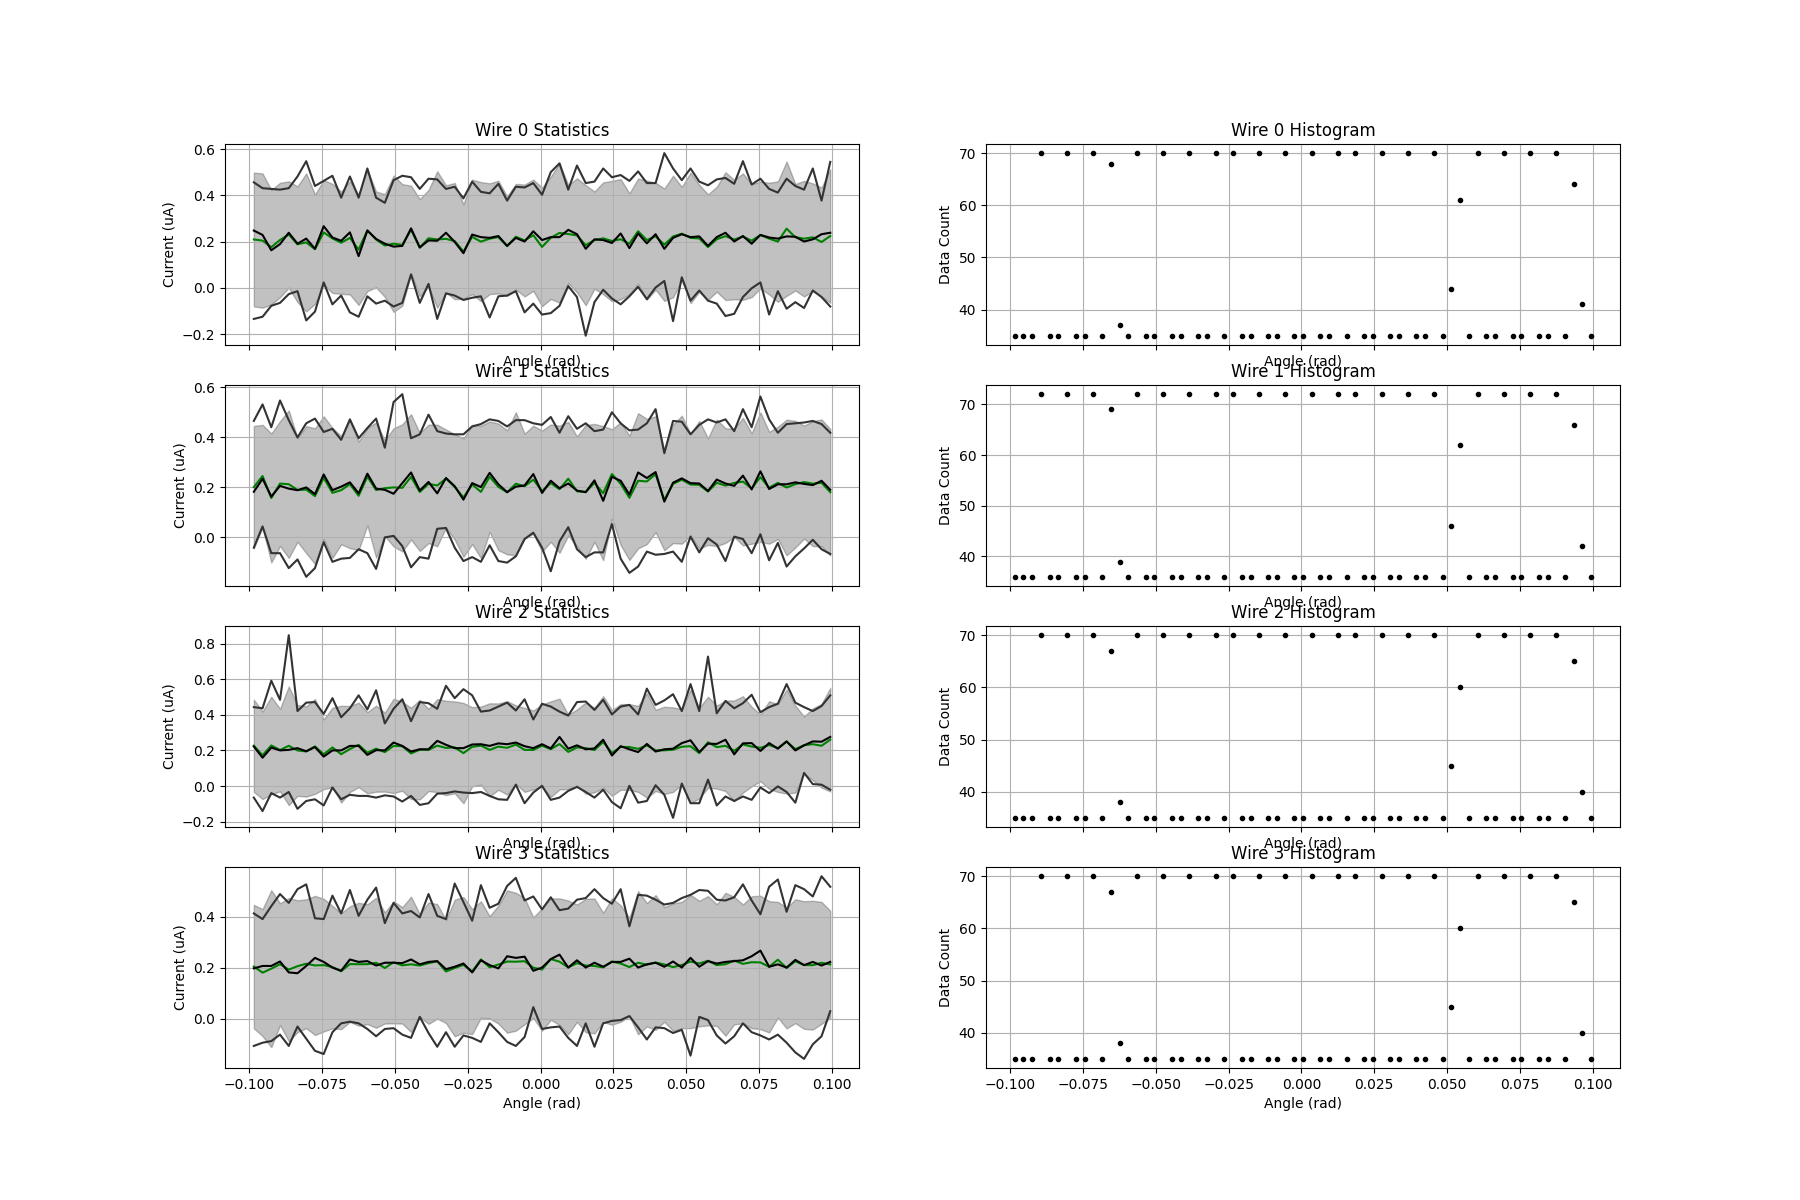 Wire 0 Statistics
0.6
0.4
0.2
0.0
−0.2
Current (uA)
Angle (rad)
Wire 0 Histogram
70
60
50
40
Data Count
Angle (rad)
Wire 1 Statistics
0.6
0.4
0.2
0.0
Current (uA)
Angle (rad)
Wire 1 Histogram
70
60
50
40
Data Count
Angle (rad)
Wire 2 Statistics
0.8
0.6
0.4
0.2
0.0
−0.2
Current (uA)
Angle (rad)
Wire 2 Histogram
70
60
50
40
Data Count
Angle (rad)
Wire 3 Statistics
0.4
0.2
0.0
Current (uA)
−0.100 −0.075 −0.050 −0.025 0.000 0.025 0.050 0.075 0.100
Angle (rad)
Wire 3 Histogram
70
60
50
40
Data Count
−0.100 −0.075 −0.050 −0.025 0.000 0.025 0.050 0.075 0.100
Angle (rad)